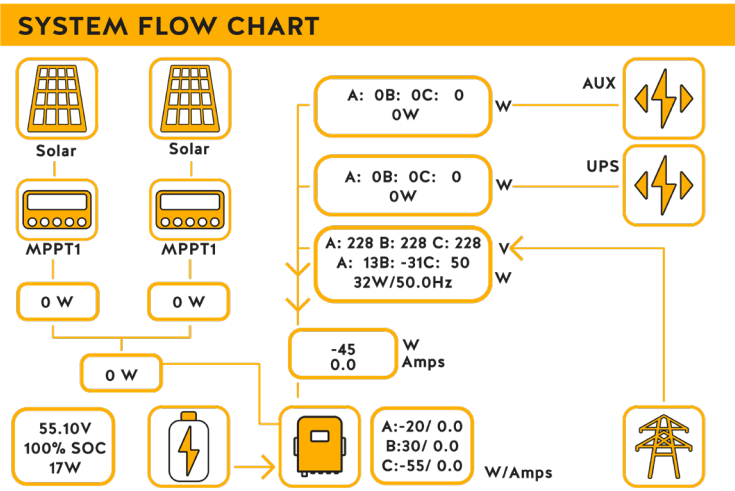 SYSTEM FLOW CHART
Solar
Solar
MPPT1
MPPT1
0 W
0 W
0 W
A: 0B: 0C: 0
0W
W
AUX
A: 0B: 0C: 0
0W
W
UPS
A: 228 B: 228 C: 228
V
A: 13B: -31C: 50
32W/50.0Hz
W
-45
0.0
W
Amps
55.10V
100% SOC
17W
A:-20/ 0.0
B:30/ 0.0
C:-55/ 0.0
W/Amps